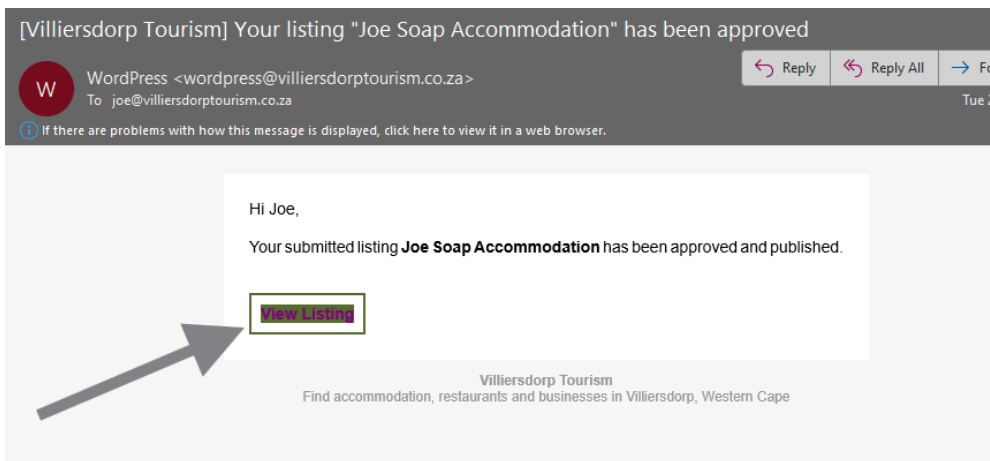 [Villiersdorp Tourism] Your listing "Joe Soap Accommodation" has been approved
Reply
Reply All
W
WordPress <wordpress@villiersdorptourism.co.za>
To joe@villiersdorptourism.co.za
Tue
If there are problems with how this message is displayed, click here to view it in a web browser.
Hi Joe,
Your submitted listing Joe Soap Accommodation has been approved and published.
View Listing
Villiersdorp Tourism
Find accommodation, restaurants and businesses in Villiersdorp, Western Cape